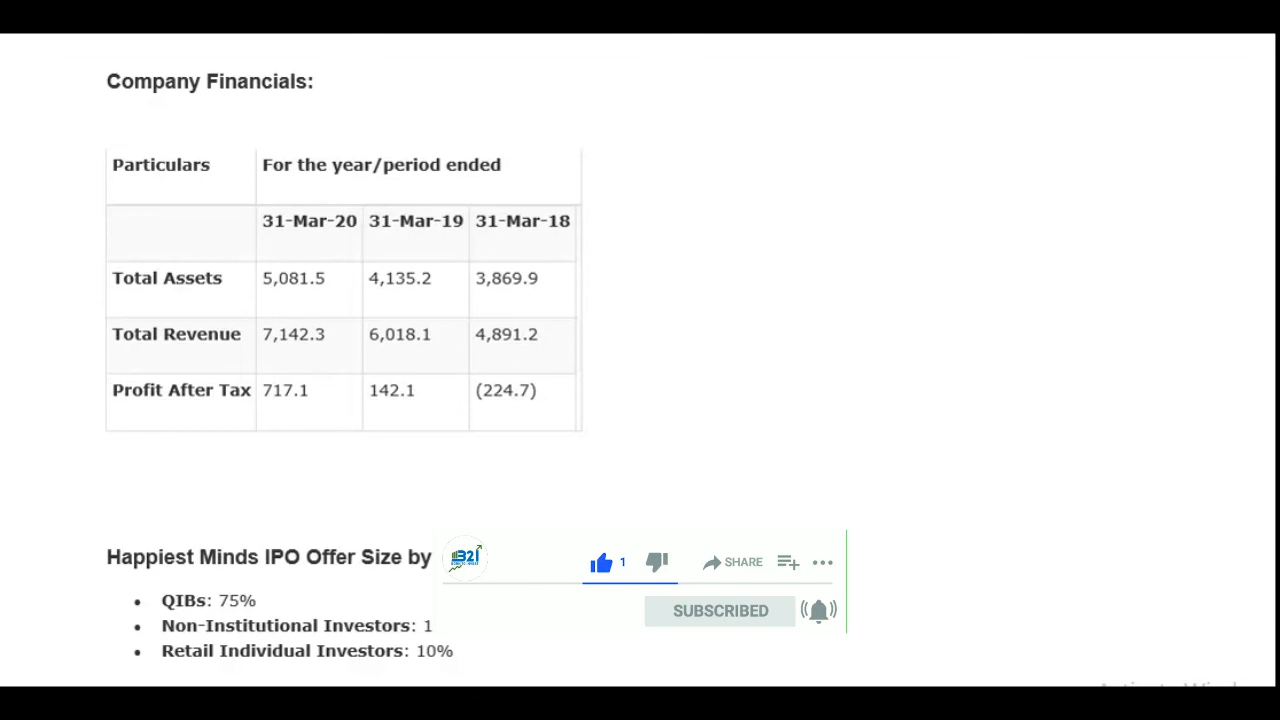 Company Financials:
Particulars For the year/period ended
31-Mar-20 31-Mar-19 31-Mar-18
Total Assets 5,081.5 4,135.2 3,869.9
Total Revenue 7,142.3 6,018.1 4,891.2
Profit After Tax 717.1 142.1 (224.7)
Happiest Minds IPO Offer Size by
B2I
1 SHARE
SUBSCRIBED
• QIBs: 75%
• Non-Institutional Investors: 1
• Retail Individual Investors: 10%